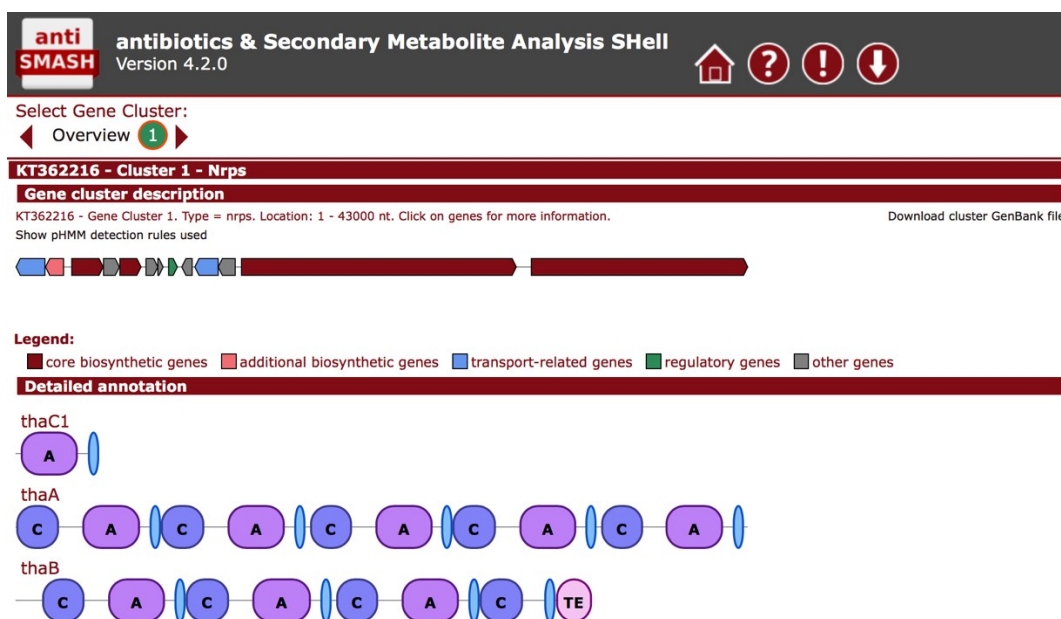 anti
SMASH
antibiotics & Secondary Metabolite Analysis SHell
Version 4.2.0
? !
Select Gene Cluster:
Overview 1
KT362216 - Cluster 1 - Nrps
Gene cluster description
KT362216 - Gene Cluster 1. Type = nrps. Location: 1 - 43000 nt. Click on genes for more information. Download cluster GenBank file
Show pHMM detection rules used
Legend:
core biosynthetic genes additional biosynthetic genes transport-related genes regulatory genes other genes
Detailed annotation
thaC1
A
thaA
C A C A C A C A C A
thaB
C A C A C A C TE